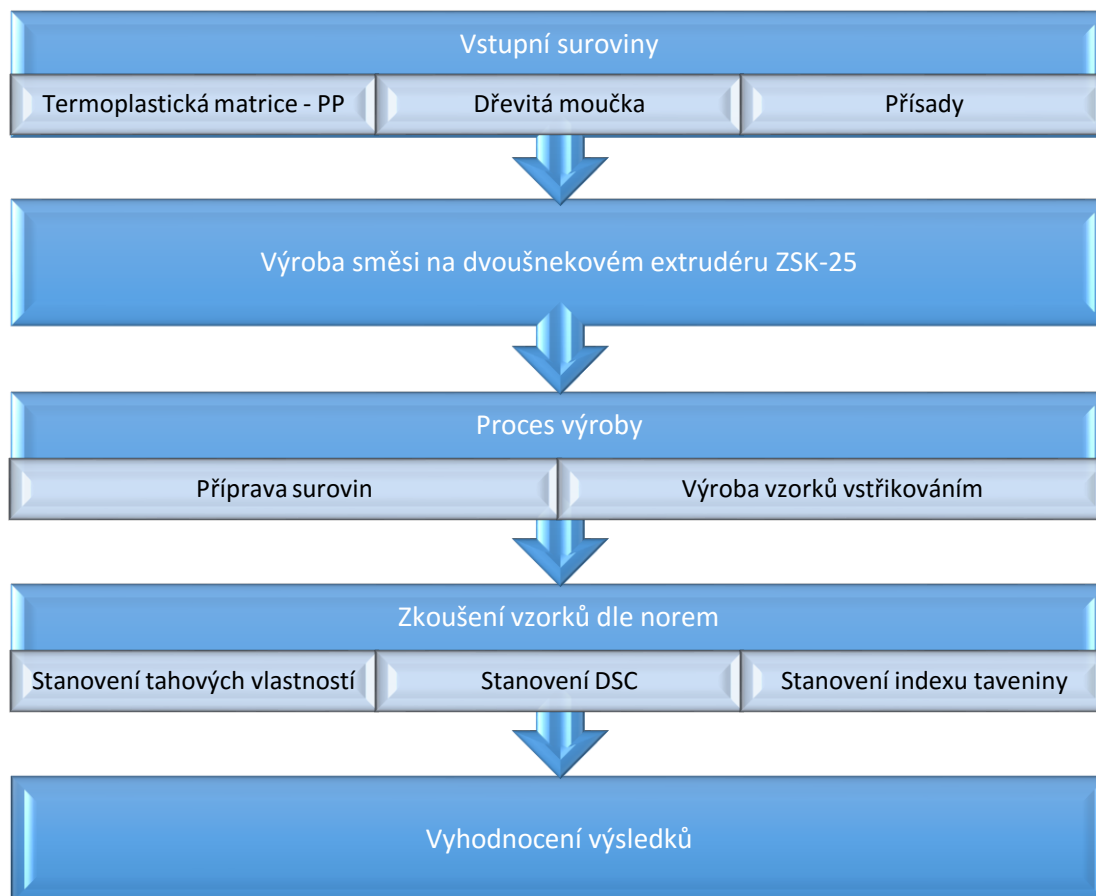 Vstupní suroviny
Termoplastická matrice - PP
Dřevitá moučka
Přísady
Výroba směsi na dvoušnekovém extrudéru ZSK-25
Proces výroby
Příprava surovin
Výroba vzorků vstřikováním
Zkoušení vzorků dle norem
Stanovení tahových vlastností
Stanovení DSC
Stanovení indexu taveniny
Vyhodnocení výsledků